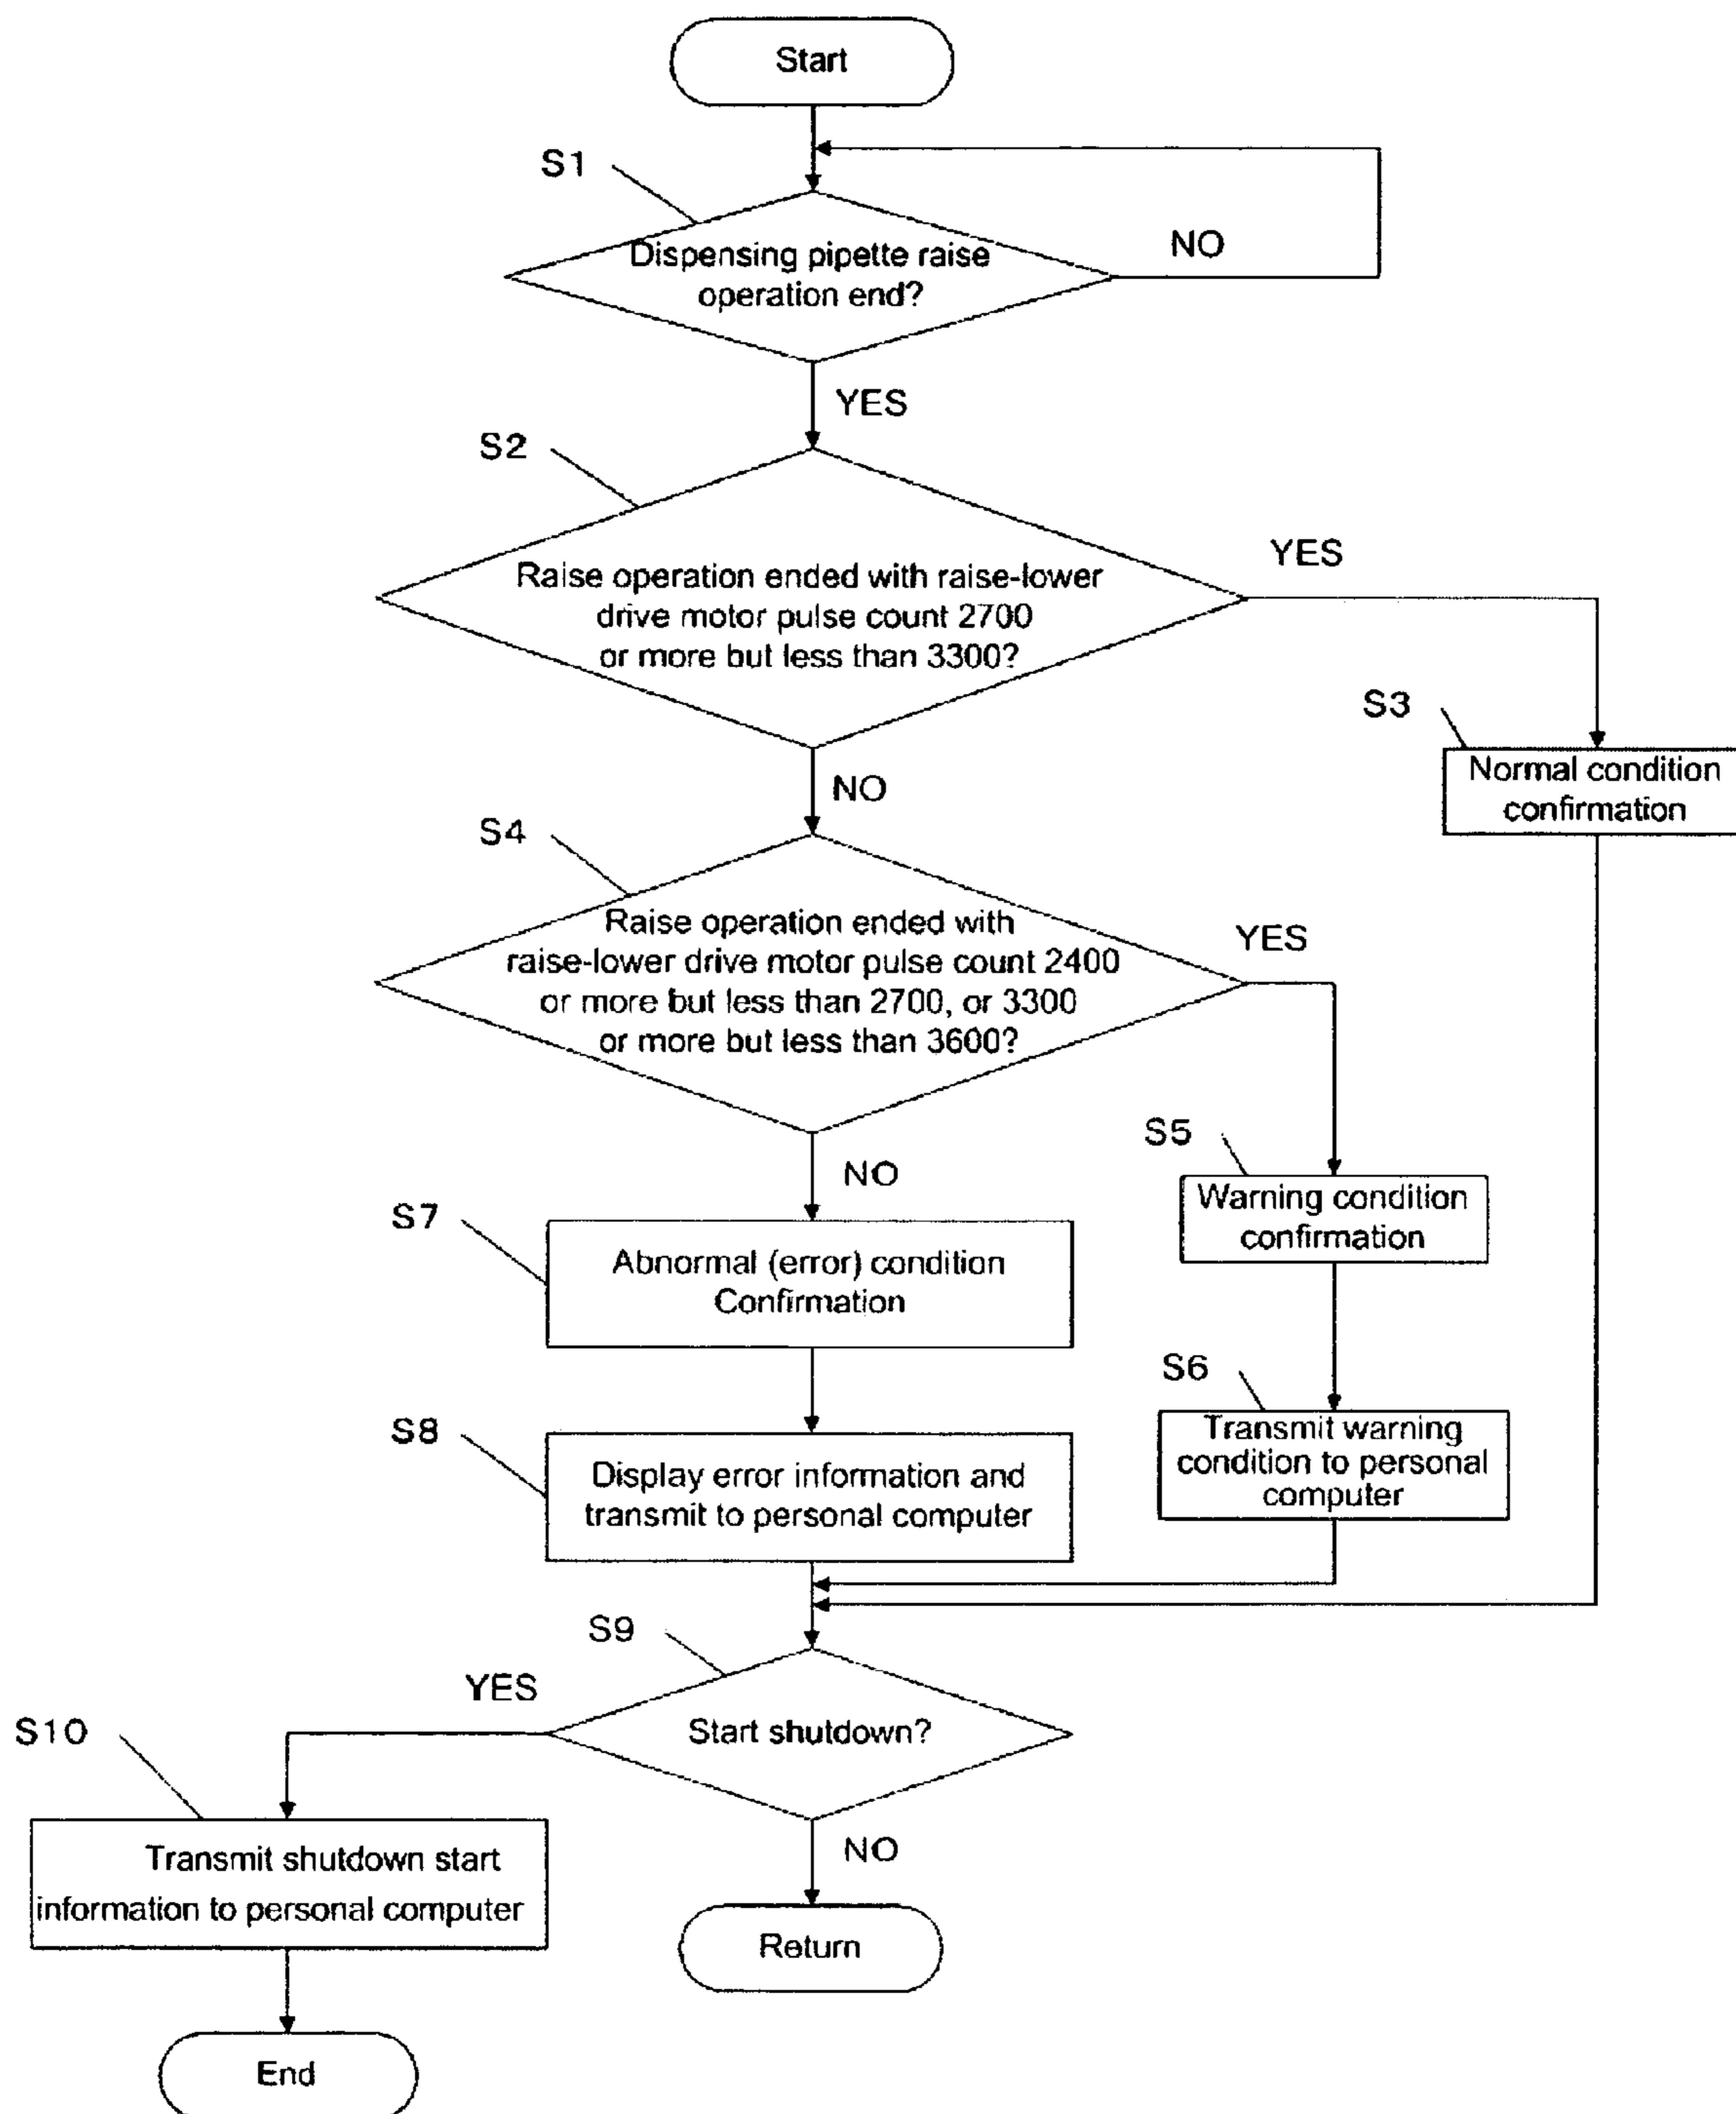 Start
S1
Dispensing pipette raise
operation end?
NO
YES
S2
Raise operation ended with raise-lower
drive motor pulse count 2700
or more but less than 3300?
YES
S3
Normal condition
confirmation
NO
S4
Raise operation ended with
raise-lower drive motor pulse count 2400
or more but less than 2700, or 3300
or more but less than 3600?
YES
S5
Warning condition
confirmation
NO
S7
Abnormal (error) condition
Confirmation
S6
Transmit warning
condition to personal
computer
S8
Display error information and
transmit to personal computer
S9
Start shutdown?
YES
S10
Transmit shutdown start
information to personal computer
NO
Return
End